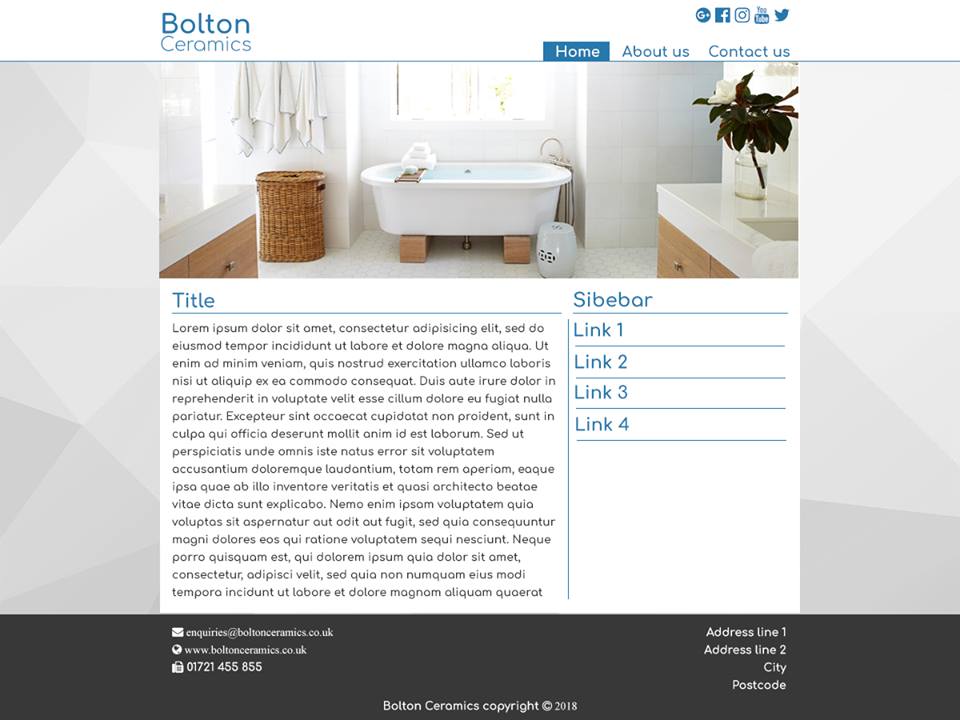 Bolton
Ceramics
You
Tube
Home About us Contact us
Title
Lorem ipsum dolor sit amet, consectetur adipisicing elit, sed do
eiusmod tempor incididunt ut labore et dolore magna aliqua. Ut
enim ad minim veniam, quis nostrud exercitation ullamco laboris
nisi ut aliquip ex ea commodo consequat. Duis aute irure dolor in
reprehenderit in voluptate velit esse cillum dolore eu fugiat nulla
pariatur. Excepteur sint occaecat cupidatat non proident, sunt in
culpa qui officia deserunt mollit anim id est laborum. Sed ut
perspiciatis unde omnis iste natus error sit voluptatem
accusantium doloremque laudantium, totam rem aperiam, eaque
ipsa quae ab illo inventore veritatis et quasi architecto beatae
vitae dicta sunt explicabo. Nemo enim ipsam voluptatem quia
voluptas sit aspernatur aut odit aut fugit, sed quia consequuntur
magni dolores eos qui ratione voluptatem sequi nesciunt. Neque
porro quisquam est, qui dolorem ipsum quia dolor sit amet,
consectetur, adipisci velit, sed quia non numquam eius modi
tempora incidunt ut labore et dolore magnam aliquam quaerat
Sibebar
Link 1
Link 2
Link 3
Link 4
enquiries@boltonceramics.co.uk
www.boltonceramics.co.uk
01721 455 855
Address line 1
Address line 2
City
Postcode
Bolton Ceramics copyright © 2018